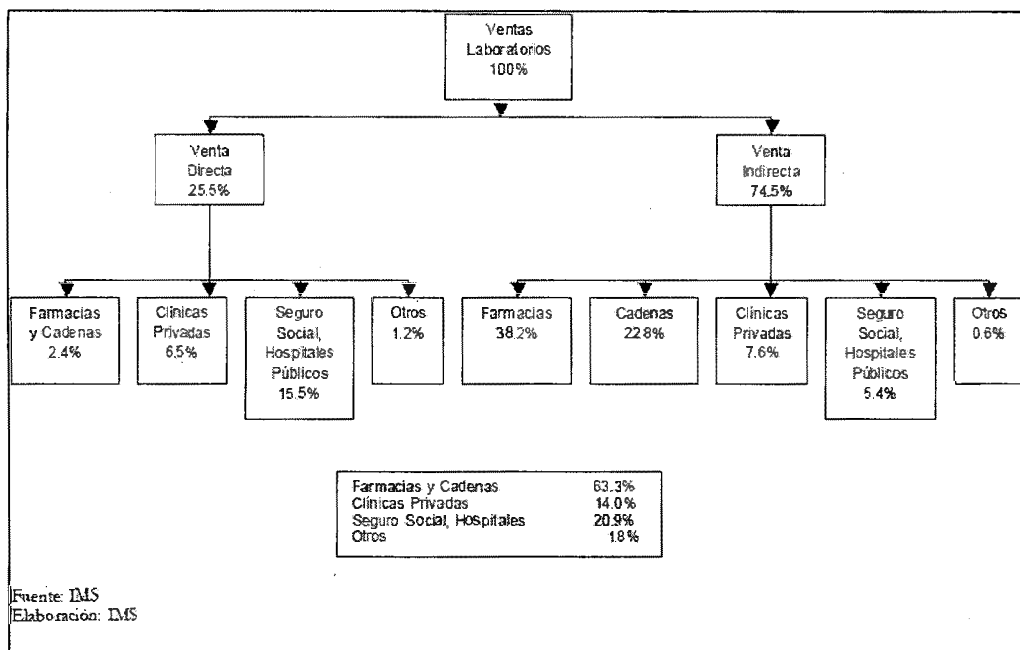 Ventas
Laboratorios
100%
Venta
Directa
25.5%
Venta
Indirecta
74.5%
Farmacias
y Cadenas
2.4%
Clínicas
Privadas
6.5%
Seguro
Social,
Hospitales
Públicos
15.5%
Otros
1.2%
Farmacias
38.2%
Cadenas
22.8%
Clínicas
Privadas
7.6%
Seguro
Social,
Hospitales
Públicos
5.4%
Otros
0.6%
Farmacias y Cadenas 63.3%
Clínicas Privadas 14.0%
Seguro Social, Hospitales 20.9%
Otros 1.8%
Fuente: IMS
Elaboración: IMS